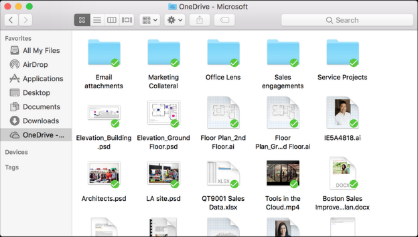 OneDrive - Microsoft
Search
Favorites
All My Files
AirDrop
Applications
Desktop
Documents
Downloads
OneDrive -...
Devices
Tags
Email
attachments
Marketing
Collateral
Office Lens
Sales
engagements
Service Projects
Elevation_Building
.psd
Elevation_Ground
Floor.psd
Floor Plan_2nd
Floor.ai
Floor
Plan_Gr...d Floor.ai
IE5A4818.ai
Architects.psd
LA site.psd
QT9001 Sales
Data.xlsx
Tools in the
Cloud.mp4
Boston Sales
Improve...lan.docx